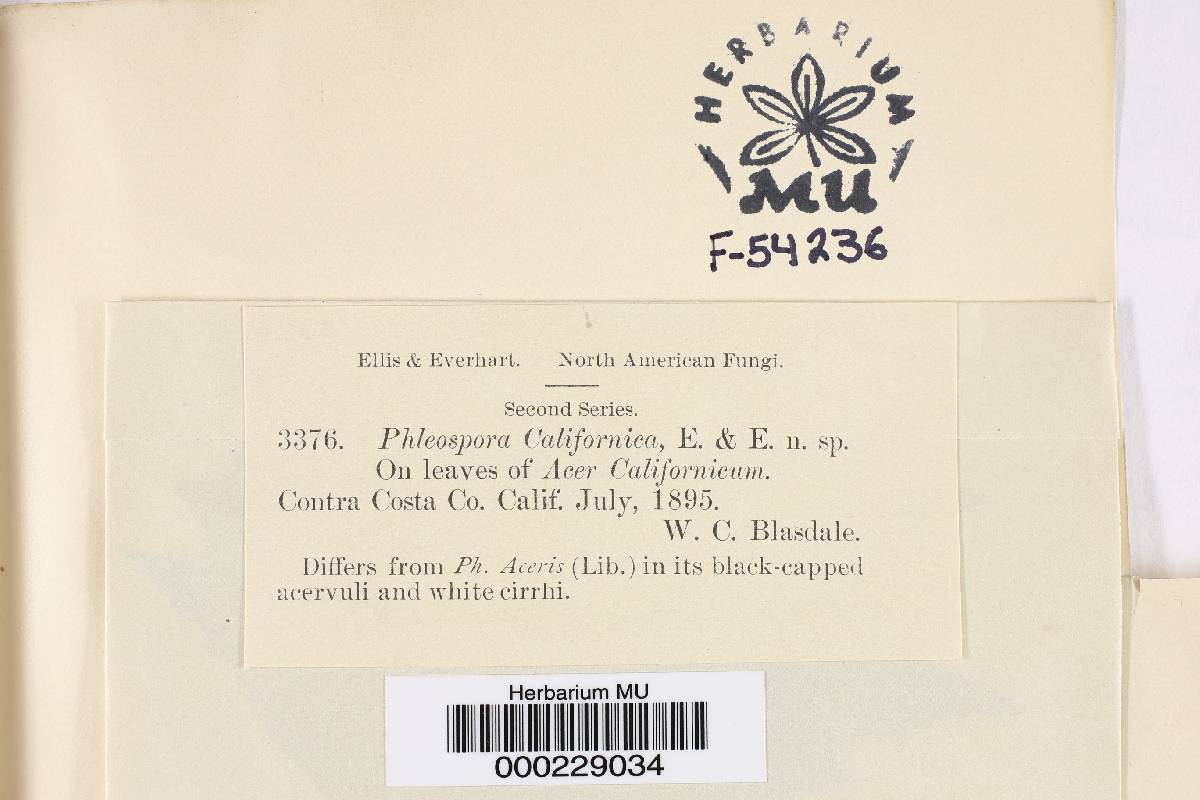 HERBARIUM
MU
F-54236
Ellis & Everhart. North American Fungi.
Second Series.
3376. Phleospora Californica, E. & E. n. sp.
On leaves of Acer Californicum.
Contra Costa Co. Calif. July, 1895.
W. C. Blasdale.
Differs from Ph. Aceris (Lib.) in its black-capped
acervuli and white cirrhi.
Herbarium MU
000229034